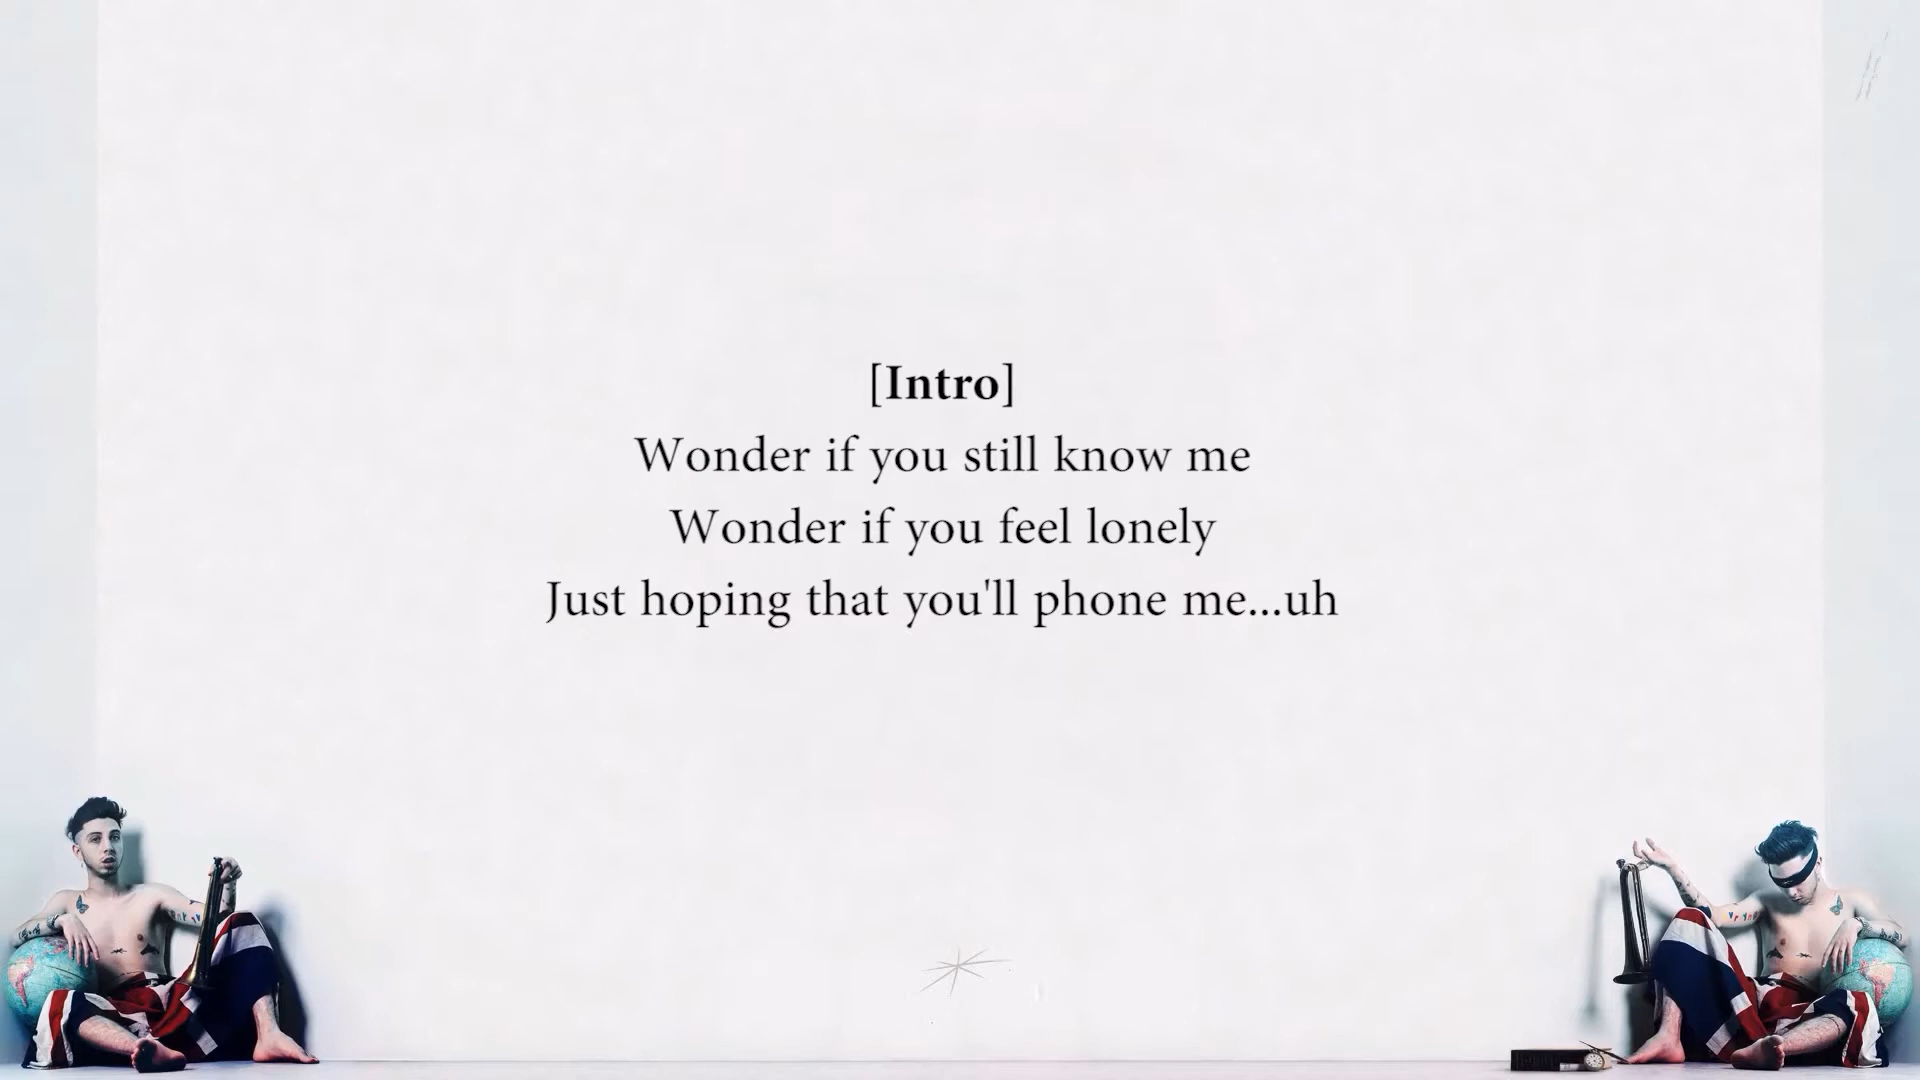 [Intro]
Wonder if you still know me
Wonder if you feel lonely
Just hoping that you'll phone me...uh